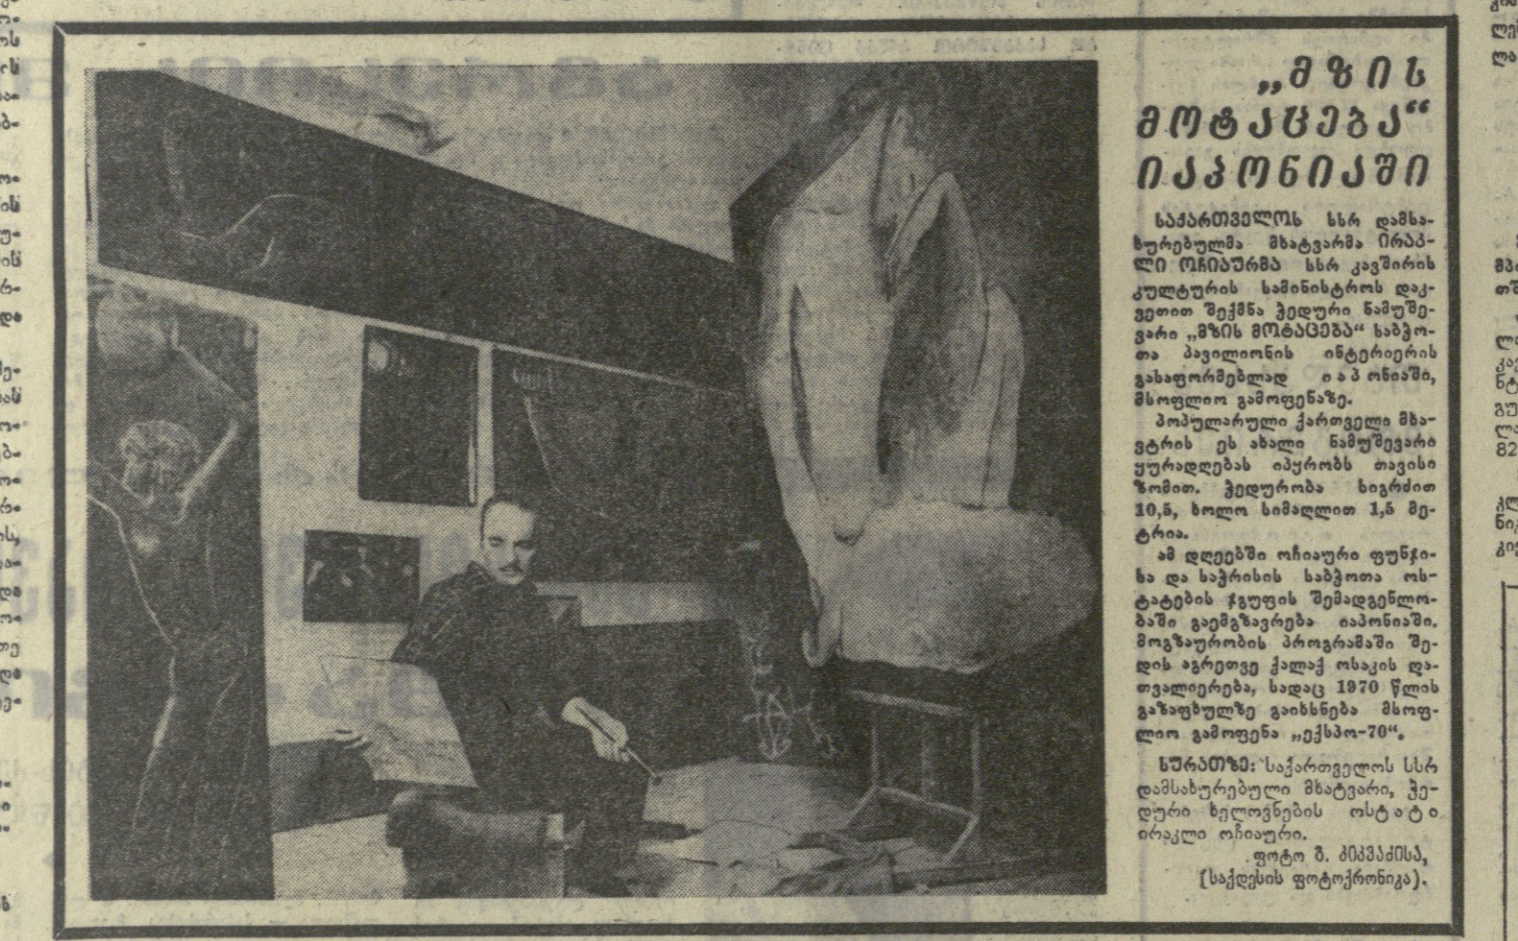 „მზის
მოტაცება“
იაპონიაში
საქართველოს სსრ დამსა-
ხურებულმა მხატვარმა ირაკ-
ლი ოჩიაურმა სსრ კავშირის
კულტურის სამინისტროს დაკ-
ვეთით შექმნა ჭედური ნამუშე-
ვარი „მზის მოტაცება“ საბჭო-
თა პავილიონის ინტერიერის
გასაფორმებლად იაპონიაში,
მსოფლიო გამოფენაზე.
პოპულარული ქართველი მხა-
ვტრის ეს ახალი ნამუშევარი
ყურადღებას იპყრობს თავისი
ზომით. ჭედურობა სიგრძით
10,5, ხოლო სიმაღლით 1,5 მე-
ტრია.
ამ დღეებში ოჩიაური ფუნჯი-
სა და საჭრისის საბჭოთა ოს-
ტატების ჯგუფის შემადგენლო-
ბაში გაემგზავრება იაპონიაში.
მოგზაურობის პროგრამაში შე-
დის აგრეთვე ქალაქ ოსაკის ღა-
თვალიერება, სადაც 1970 წლის
გაზაფხულზე გაიხსნება მსოფ-
ლიო გამოფენა „ექსპო-70“.
სურათზე: საქართველოს სსრ
დამსახურებული მხატვარი, ჭე-
დური ხელოვნების ოსტატი
ირაკლი ოჩიაური.
ფოტო გ. კიკვაძისა,
(საქდესის ფოტოქრონიკა).